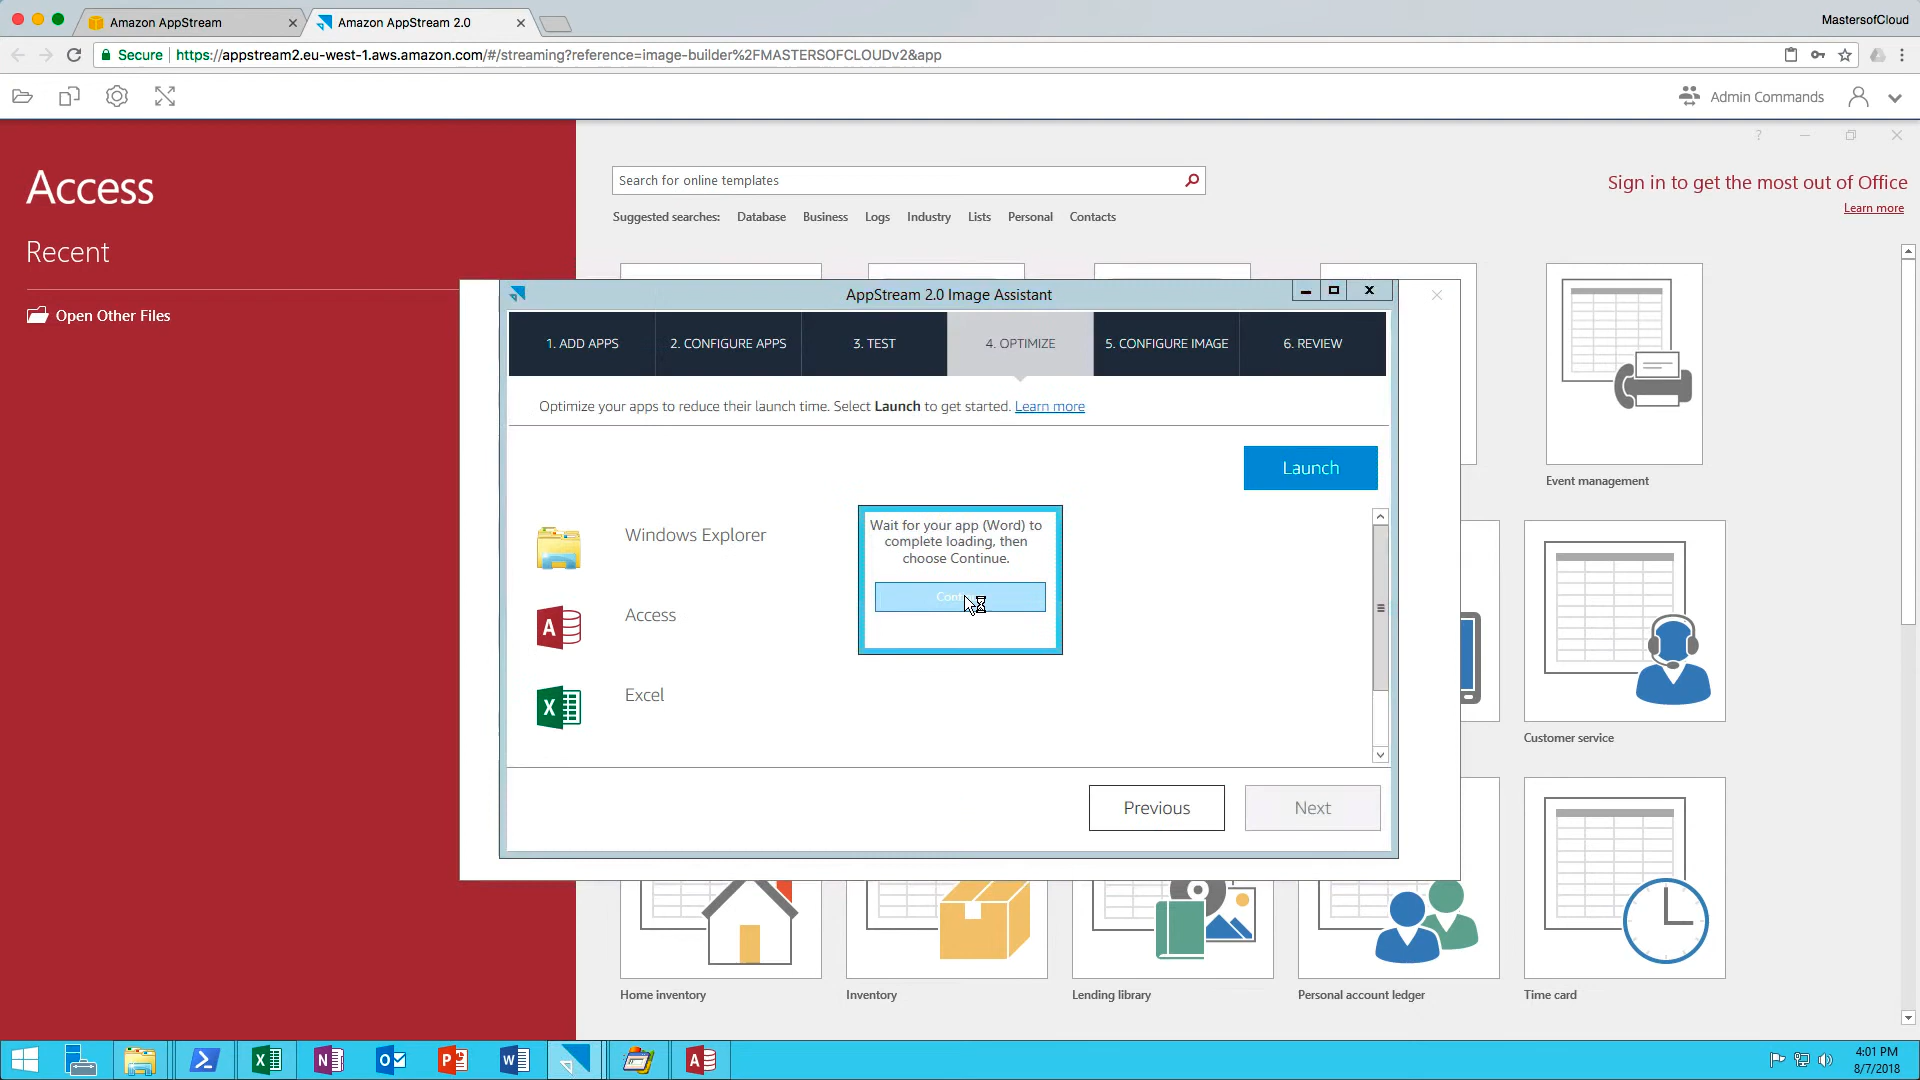 Amazon AppStream
Amazon AppStream 2.0
MastersofCloud
Secure
https://appstream2.eu-west-1.aws.amazon.com/#/streaming?reference=image-builder%2FMASTERSOFCLOUDv2&app
Admin Commands
Access
Search for online templates
Sign in to get the most out of Office
Learn more
Suggested searches: Database Business Logs Industry Lists Personal Contacts
Recent
Open Other Files
AppStream 2.0 Image Assistant
1. ADD APPS
2. CONFIGURE APPS
3. TEST
4. OPTIMIZE
5. CONFIGURE IMAGE
6. REVIEW
Optimize your apps to reduce their launch time. Select Launch to get started. Learn more
Launch
Event management
Windows Explorer
Wait for your app (Word) to
complete loading, then
choose Continue.
Access
Excel
Customer service
Previous
Next
Home inventory
Inventory
Lending library
Personal account ledger
Time card
4:01 PM
8/7/2018